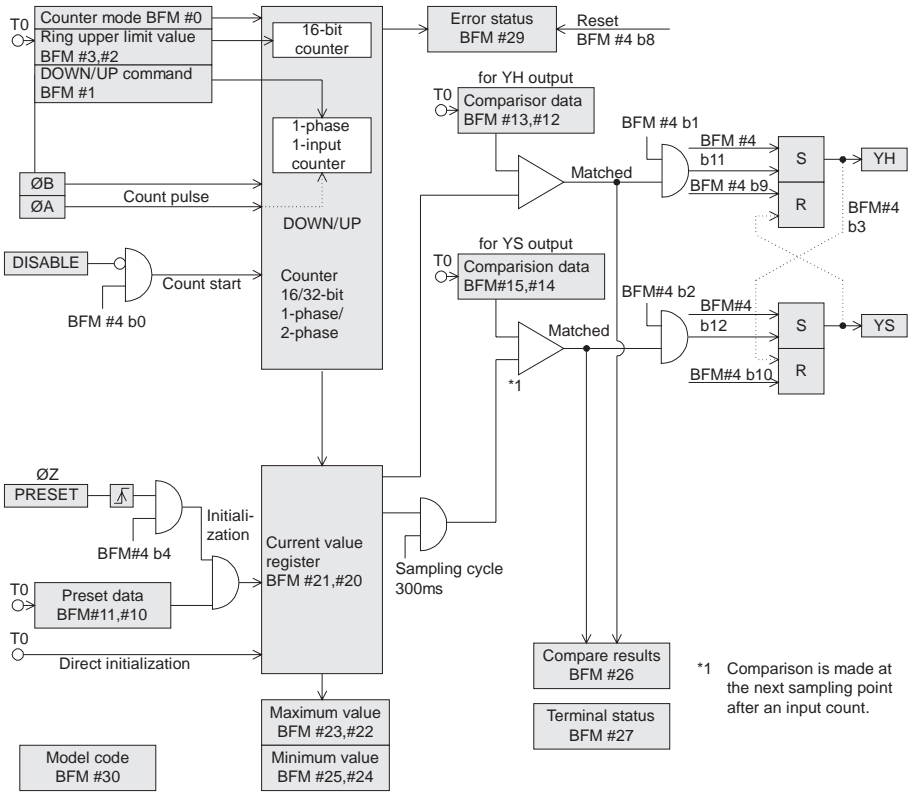 T0
Counter mode BFM #0
Ring upper limit value
BFM #3,#2
DOWN/UP command
BFM #1
16-bit
counter
1-phase
1-input
counter
DOWN/UP
Counter
16/32-bit
1-phase/
2-phase
ØB
ØA
Count pulse
DISABLE
Count start
BFM #4 b0
Error status
BFM #29
Reset
BFM #4 b8
for YH output
T0
Comparisor data
BFM #13,#12
Matched
BFM #4 b1
BFM #4
b11
BFM #4 b9
S
R
YH
BFM#4
b3
for YS output
T0
Comparision data
BFM#15,#14
Matched
*1
BFM#4 b2
BFM#4
b12
BFM#4 b10
S
R
YS
ØZ
PRESET
BFM#4 b4
Initiali-
zation
T0
Preset data
BFM#11,#10
T0
Direct initialization
Current value
register
BFM #21,#20
Sampling cycle
300ms
Maximum value
BFM #23,#22
Minimum value
BFM #25,#24
Model code
BFM #30
Compare results
BFM #26
Terminal status
BFM #27
*1 Comparison is made at
the next sampling point
after an input count.